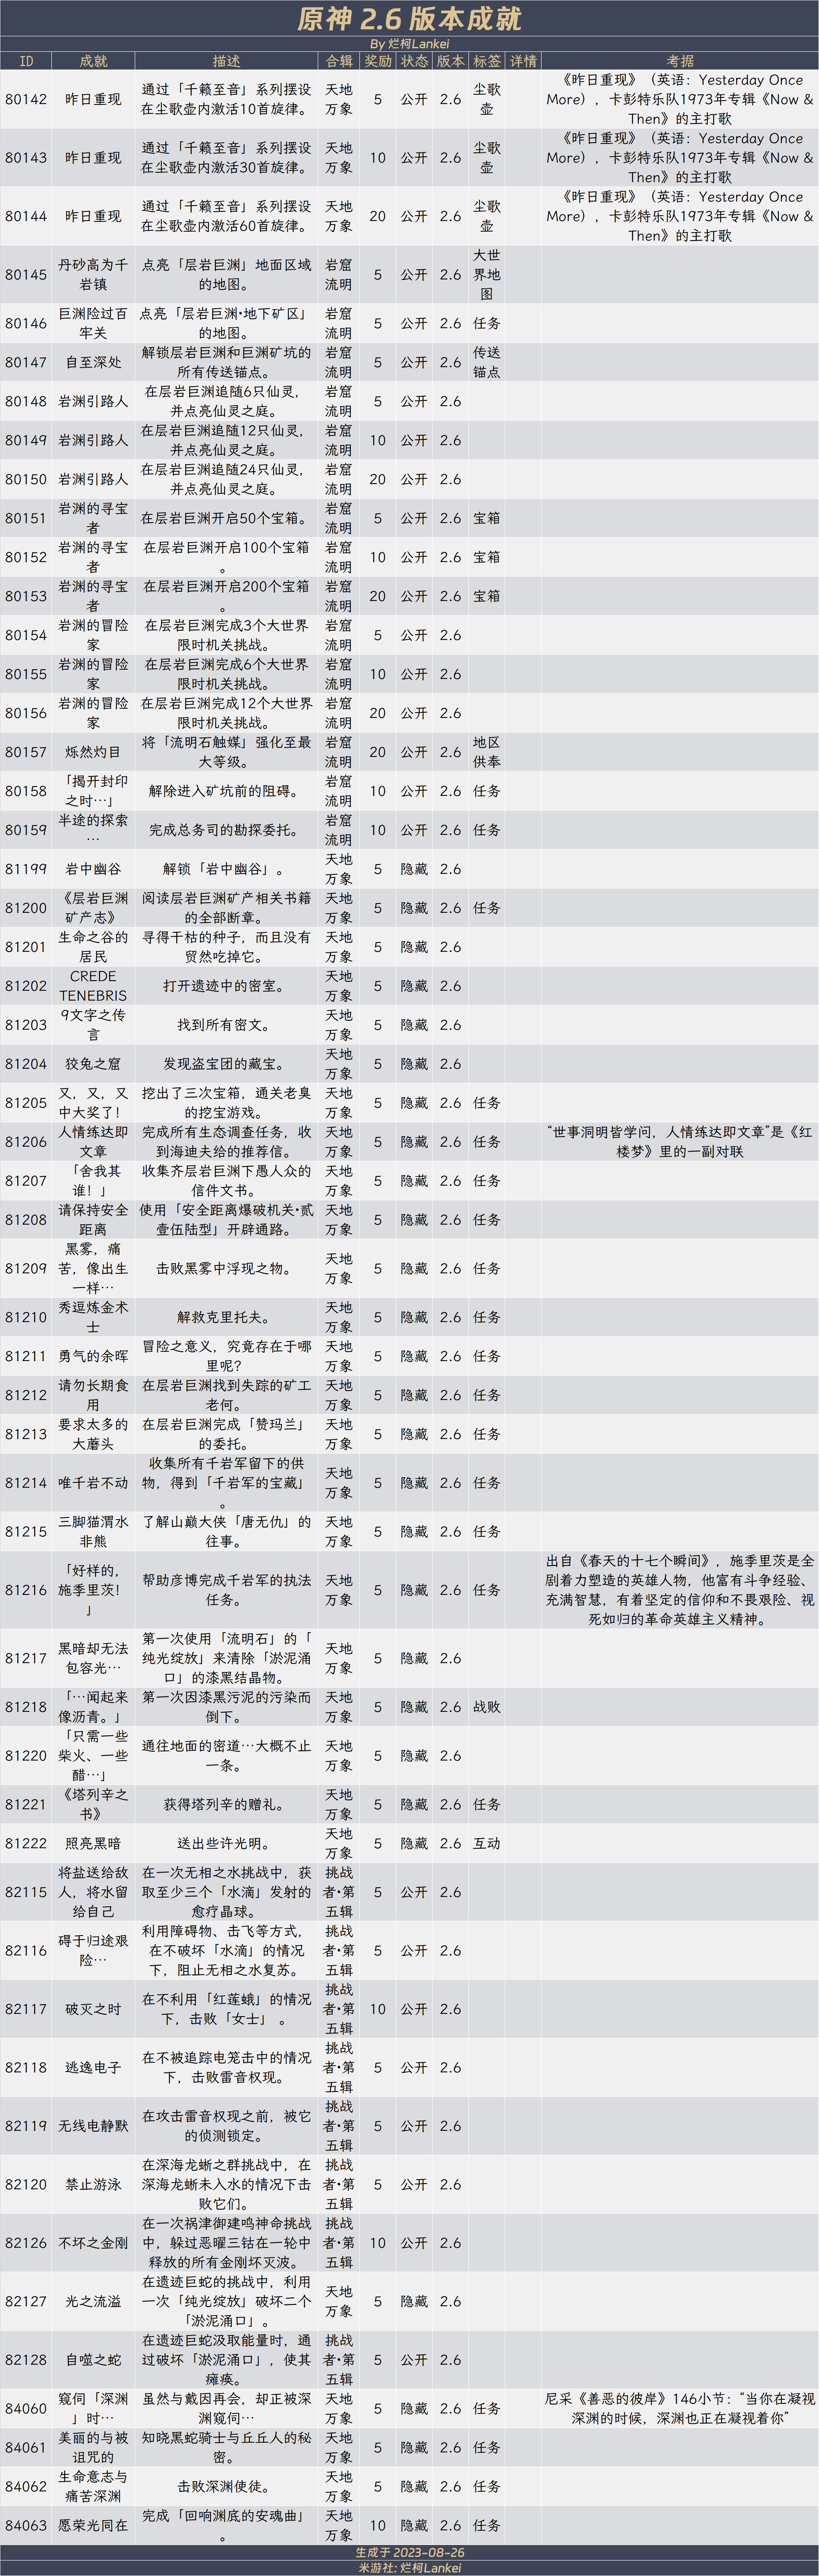 原神 2.6 版本成就
By 烂柯Lankei
ID 成就 描述 合辑 奖励 状态 版本 标签 详情 考据
80142 昨日重现 通过「千籁至音」系列摆设在尘歌壶内激活10首旋律。 天地万象 5 公开 2.6 尘歌壶 《昨日重现》（英语：Yesterday Once More），卡彭特乐队1973年专辑《Now & Then》的主打歌
80143 昨日重现 通过「千籁至音」系列摆设在尘歌壶内激活30首旋律。 天地万象 10 公开 2.6 尘歌壶 《昨日重现》（英语：Yesterday Once More），卡彭特乐队1973年专辑《Now & Then》的主打歌
80144 昨日重现 通过「千籁至音」系列摆设在尘歌壶内激活60首旋律。 天地万象 20 公开 2.6 尘歌壶 《昨日重现》（英语：Yesterday Once More），卡彭特乐队1973年专辑《Now & Then》的主打歌
80145 丹砂高为千岩镇 点亮「层岩巨渊」地面区域的地图。 岩窟流明 5 公开 2.6 大世界地图
80146 巨渊险过百牢关 点亮「层岩巨渊•地下矿区」的地图。 岩窟流明 5 公开 2.6 任务
80147 自至深处 解锁层岩巨渊和巨渊矿坑的所有传送锚点。 岩窟流明 5 公开 2.6 传送锚点
80148 岩渊引路人 在层岩巨渊追随6只仙灵，并点亮仙灵之庭。 岩窟流明 5 公开 2.6
80149 岩渊引路人 在层岩巨渊追随12只仙灵，并点亮仙灵之庭。 岩窟流明 10 公开 2.6
80150 岩渊引路人 在层岩巨渊追随24只仙灵，并点亮仙灵之庭。 岩窟流明 20 公开 2.6
80151 岩渊的寻宝者 在层岩巨渊开启50个宝箱。 岩窟流明 5 公开 2.6 宝箱
80152 岩渊的寻宝者 在层岩巨渊开启100个宝箱。 岩窟流明 10 公开 2.6 宝箱
80153 岩渊的寻宝者 在层岩巨渊开启200个宝箱。 岩窟流明 20 公开 2.6 宝箱
80154 岩渊的冒险家 在层岩巨渊完成3个大世界限时机关挑战。 岩窟流明 5 公开 2.6
80155 岩渊的冒险家 在层岩巨渊完成6个大世界限时机关挑战。 岩窟流明 10 公开 2.6
80156 岩渊的冒险家 在层岩巨渊完成12个大世界限时机关挑战。 岩窟流明 20 公开 2.6
80157 烁然灼目 将「流明石触媒」强化至最大等级。 岩窟流明 20 公开 2.6 地区供奉
80158 「揭开封印之时…」 解除进入矿坑前的阻碍。 岩窟流明 10 公开 2.6 任务
80159 半途的探索… 完成总务司的勘探委托。 岩窟流明 10 公开 2.6 任务
81199 岩中幽谷 解锁「岩中幽谷」。 天地万象 5 隐藏 2.6
81200 《层岩巨渊矿产志》 阅读层岩巨渊矿产相关书籍的全部断章。 天地万象 5 隐藏 2.6 任务
81201 生命之谷的居民 寻得干枯的种子，而且没有贸然吃掉它。 天地万象 5 隐藏 2.6
81202 CREDE TENEBRIS 打开遗迹中的密室。 天地万象 5 隐藏 2.6
81203 9文字之传言 找到所有密文。 天地万象 5 隐藏 2.6
81204 狡兔之窟 发现盗宝团的藏宝。 天地万象 5 隐藏 2.6
81205 又，又，又中大奖了！ 挖出了三次宝箱，通关老臭的挖宝游戏。 天地万象 5 隐藏 2.6 任务
81206 人情练达即文章 完成所有生态调查任务，收到海迪夫给的推荐信。 天地万象 5 隐藏 2.6 任务 “世事洞明皆学问，人情练达即文章”是《红楼梦》里的一副对联
81207 「舍我其谁！」 收集齐层岩巨渊下愚人众的信件文书。 天地万象 5 隐藏 2.6 任务
81208 请保持安全距离 使用「安全距离爆破机关•贰壹伍陆型」开辟通路。 天地万象 5 隐藏 2.6 任务
81209 黑雾，痛苦，像出生一样… 击败黑雾中浮现之物。 天地万象 5 隐藏 2.6 任务
81210 秀逗炼金术士 解救克里托夫。 天地万象 5 隐藏 2.6 任务
81211 勇气的余晖 冒险之意义，究竟存在于哪里呢？ 天地万象 5 隐藏 2.6 任务
81212 请勿长期食用 在层岩巨渊找到失踪的矿工老何。 天地万象 5 隐藏 2.6 任务
81213 要求太多的大蘑头 在层岩巨渊完成「赞玛兰」的委托。 天地万象 5 隐藏 2.6 任务
81214 唯千岩不动 收集所有千岩军留下的供物，得到「千岩军的宝藏」。 天地万象 5 隐藏 2.6 任务
81215 三脚猫渭水非熊 了解山巅大侠「唐无仇」的往事。 天地万象 5 隐藏 2.6 任务
81216 「好样的，施季里茨！」 帮助彦博完成千岩军的执法任务。 天地万象 5 隐藏 2.6 任务 出自《春天的十七个瞬间》，施季里茨是全剧着力塑造的英雄人物，他富有斗争经验、充满智慧，有着坚定的信仰和不畏艰险、视死如归的革命英雄主义精神。
81217 黑暗却无法包容光… 第一次使用「流明石」的「纯光绽放」来清除「淤泥涌口」的漆黑结晶物。 天地万象 5 隐藏 2.6
81218 「…闻起来像沥青。」 第一次因漆黑污泥的污染而倒下。 天地万象 5 隐藏 2.6 战败
81220 「只需一些柴火、一些醋…」 通往地面的密道…大概不止一条。 天地万象 5 隐藏 2.6
81221 《塔列辛之书》 获得塔列辛的赠礼。 天地万象 5 隐藏 2.6 任务
81222 照亮黑暗 送出些许光明。 天地万象 5 隐藏 2.6 互动
82115 将盐送给敌人，将水留给自己 在一次无相之水挑战中，获取至少三个「水滴」发射的愈疗晶球。 挑战者•第五辑 5 公开 2.6
82116 碍于归途艰险… 利用障碍物、击飞等方式，在不破坏「水滴」的情况下，阻止无相之水复苏。 挑战者•第五辑 5 公开 2.6
82117 破灭之时 在不利用「红莲蛾」的情况下，击败「女士」。 挑战者•第五辑 10 公开 2.6
82118 逃逸电子 在不被追踪电笼击中的情况下，击败雷音权现。 挑战者•第五辑 5 公开 2.6
82119 无线电静默 在攻击雷音权现之前，被它的侦测锁定。 挑战者•第五辑 5 公开 2.6
82120 禁止游泳 在深海龙蜥之群挑战中，在深海龙蜥未入水的情况下击败它们。 挑战者•第五辑 5 公开 2.6
82126 不坏之金刚 在一次祸津御建鸣神命挑战中，躲过恶曜三钴在一轮中释放的所有金刚坏灭波。 挑战者•第五辑 10 公开 2.6
82127 光之流溢 在遗迹巨蛇的挑战中，利用一次「纯光绽放」破坏二个「淤泥涌口」。 天地万象 5 隐藏 2.6
82128 自噬之蛇 在遗迹巨蛇汲取能量时，通过破坏「淤泥涌口」，使其瘫痪。 挑战者•第五辑 5 公开 2.6
84060 窥伺「深渊」时… 虽然与戴因再会，却正被深渊窥伺… 天地万象 5 隐藏 2.6 任务 尼采《善恶的彼岸》146小节：“当你在凝视深渊的时候，深渊也正在凝视着你”
84061 美丽的与被诅咒的 知晓黑蛇骑士与丘丘人的秘密。 天地万象 5 隐藏 2.6 任务
84062 生命意志与痛苦深渊 击败深渊使徒。 天地万象 5 隐藏 2.6 任务
84063 愿荣光同在 完成「回响渊底的安魂曲」。 天地万象 10 隐藏 2.6 任务
生成于 2023-08-26
米游社: 烂柯Lankei